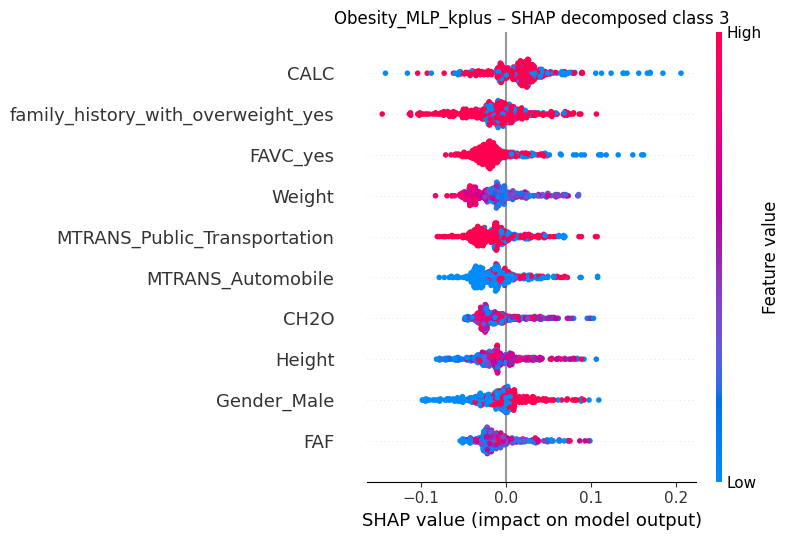 Obesity_MLP_kplus – SHAP decomposed class 3
High
CALC
family_history_with_overweight_yes
FAVC_yes
Weight
MTRANS_Public_Transportation
MTRANS_Automobile
CH2O
Height
Gender_Male
FAF
Feature value
Low
−0.1 0.0 0.1 0.2
SHAP value (impact on model output)